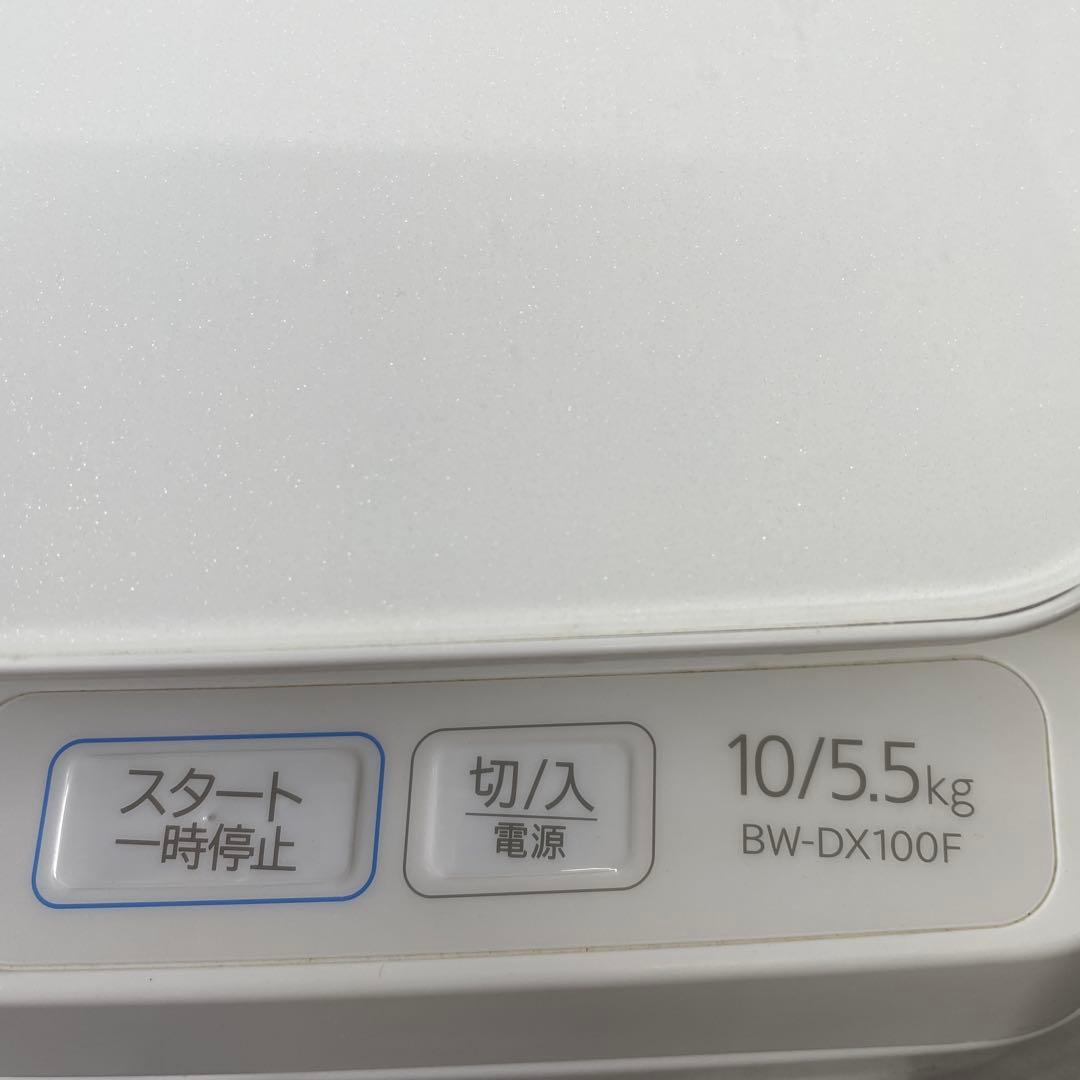 スタート
一時停止
切/入
電源
10/5.5kg
BW-DX100F